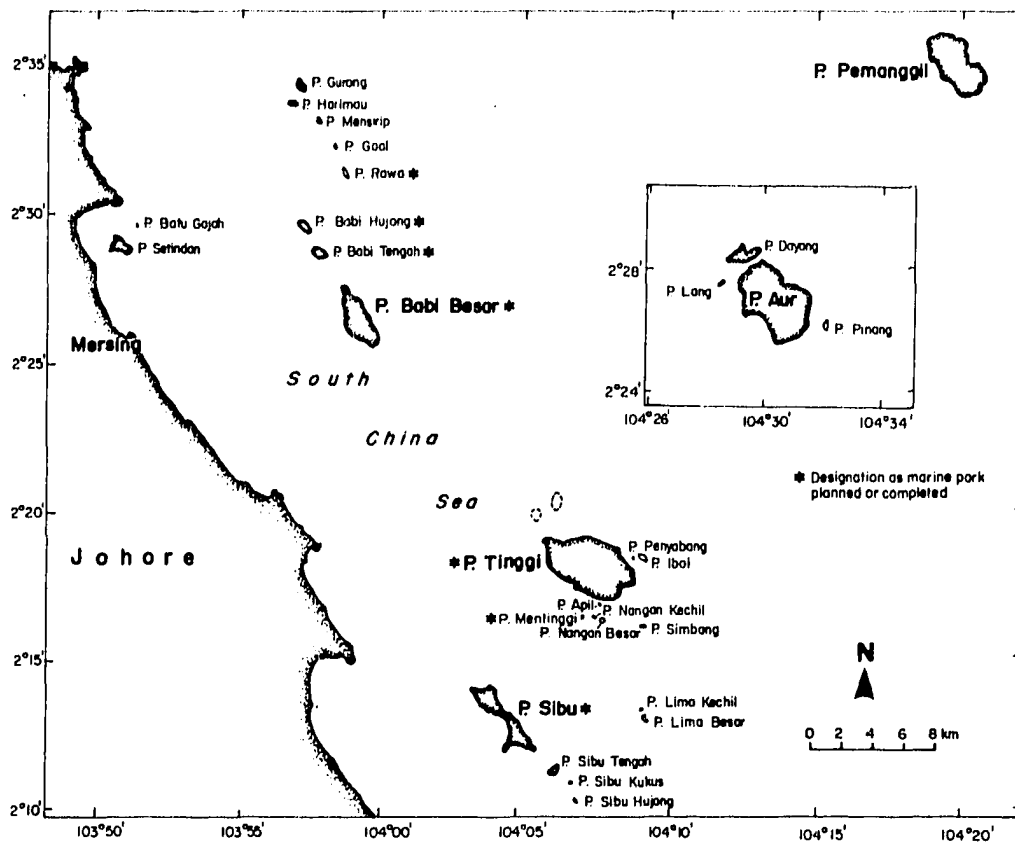 2°35'
2°30'
2°25'
2°20'
2°15'
2°10'
P. Gurong
P. Harimau
P. Mensirip
P. Goal
P. Rawa *
P. Batu Gajah
P. Setindan
P. Babi Hujong *
P. Babi Tengah *
P. Babi Besar *
Mersing
P. Pemanggil
P. Dayang
P. Lang
P. Aur
P. Pinang
2°28'
2°24'
104°26'
104°30'
104°34'
South
China
Sea
* Designation as marine park
planned or completed
Johore
* P. Tinggi
P. Penyabang
P. Ibol
P. Apil
P. Nangan Kechil
* P. Mentinggi
P. Nangan Besar
P. Simbang
P. Sibu *
P. Lima Kechil
P. Lima Besar
P. Sibu Tengah
P. Sibu Kukus
P. Sibu Hujong
N
0 2 4 6 8 km
103°50'
103°55'
104°00'
104°05'
104°10'
104°15'
104°20'